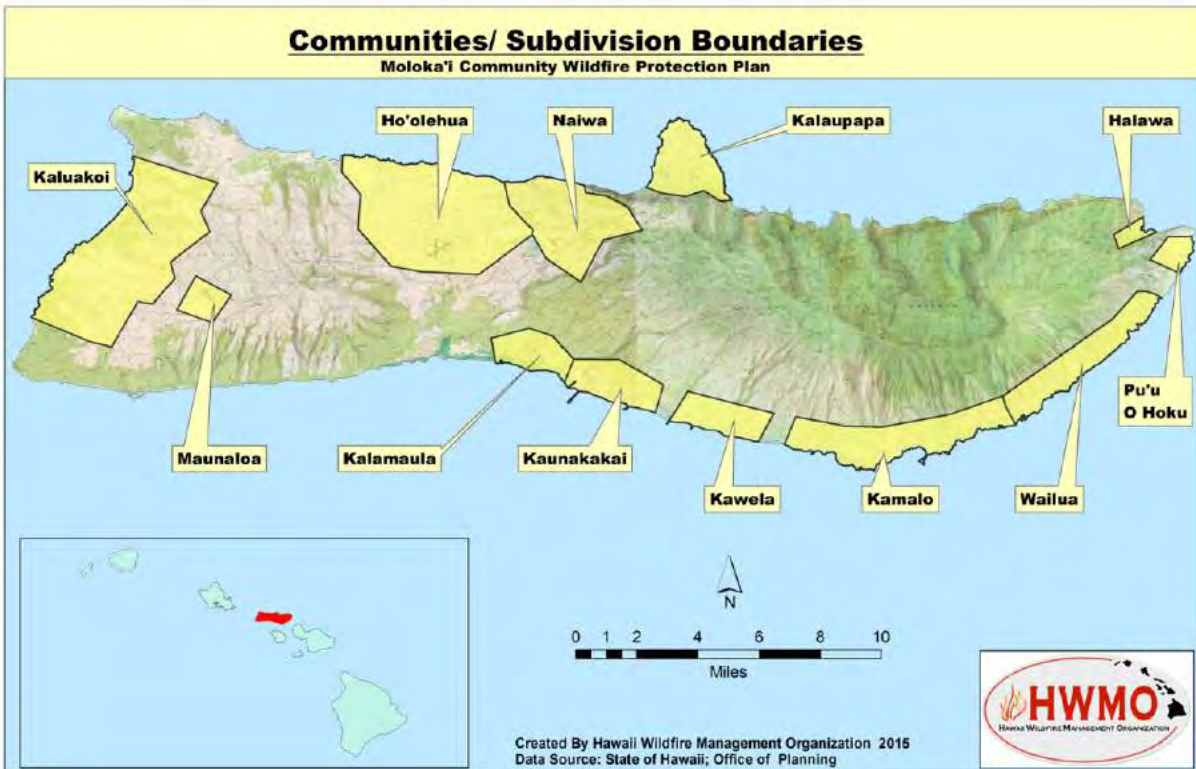 Communities/ Subdivision Boundaries
Moloka'i Community Wildfire Protection Plan
Ho'olehua
Naiwa
Kalaupapa
Halawa
Kaluakoi
Maunaloa
Kalamaula
Kaunakakai
Kawela
Kamalo
Wailua
Pu'u
O Hoku
N
0 1 2 4 6 8 10
Miles
Created By Hawaii Wildfire Management Organization 2015
Data Source: State of Hawaii; Office of Planning
HWMO
HAWAII WILDFIRE MANAGEMENT ORGANIZATION